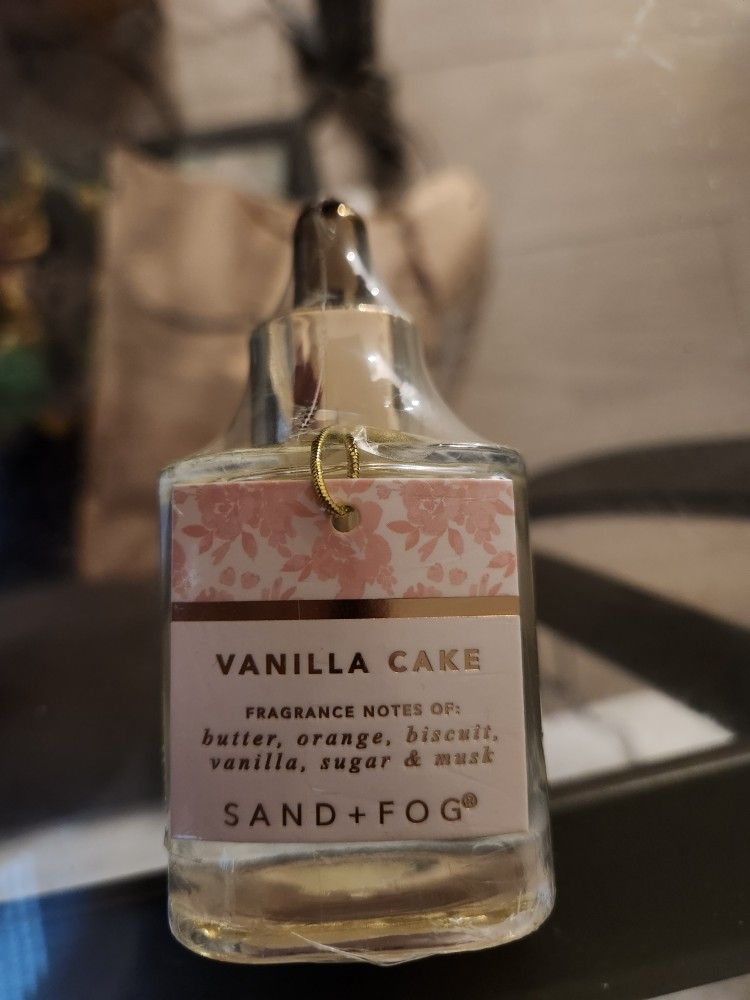 VANILLA CAKE
FRAGRANCE NOTES OF:
butter, orange, biscuit,
vanilla, sugar & musk
SAND+FOG®